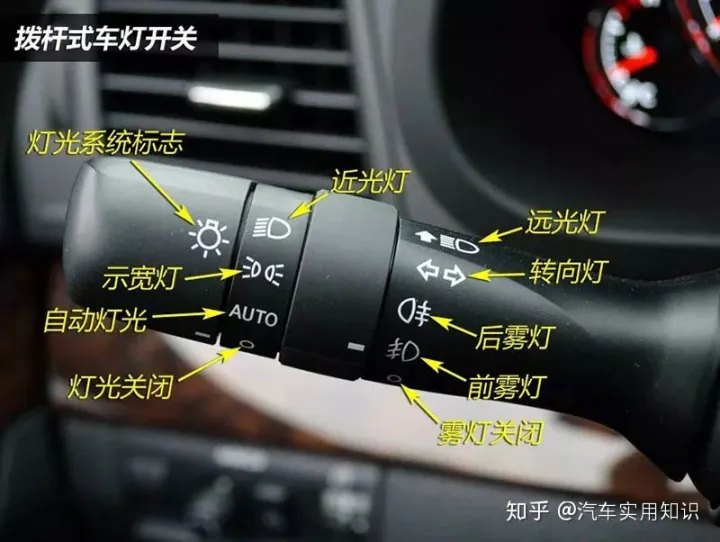 拨杆式车灯开关
灯光系统标志
近光灯
远光灯
示宽灯
转向灯
自动灯光
AUTO
后雾灯
灯光关闭
前雾灯
雾灯关闭
知乎 @汽车实用知识